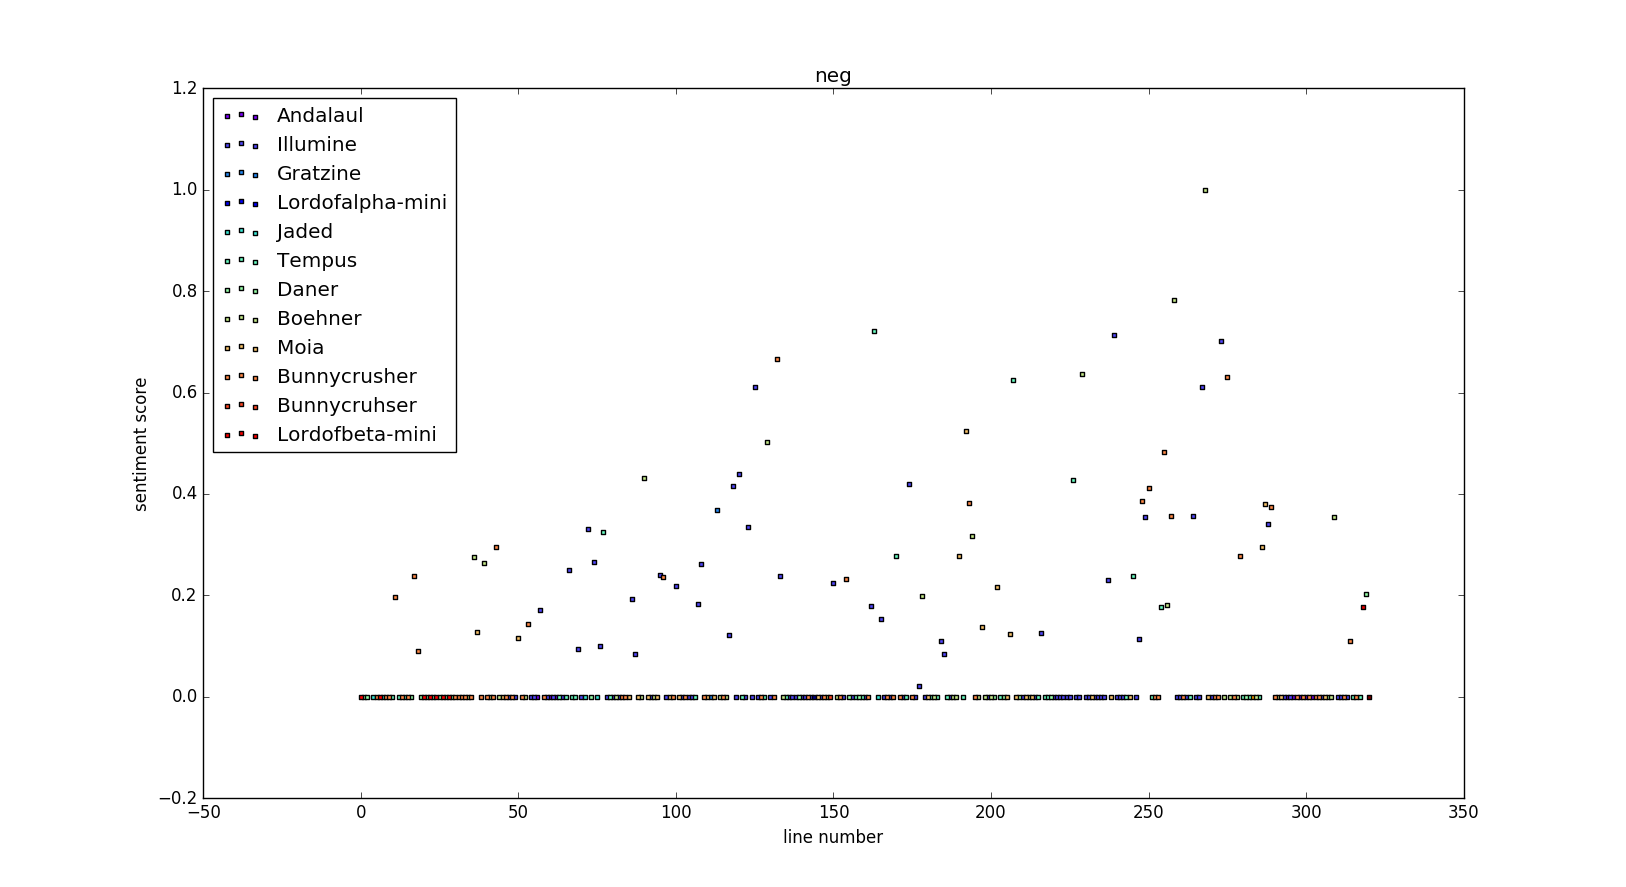 neg
1.2
1.0
0.8
0.6
0.4
0.2
0.0
−0.2
sentiment score
Andalaul
Illumine
Gratzine
Lordofalpha-mini
Jaded
Tempus
Daner
Boehner
Moia
Bunnycrusher
Bunnycruhser
Lordofbeta-mini
−50 0 50 100 150 200 250 300 350
line number